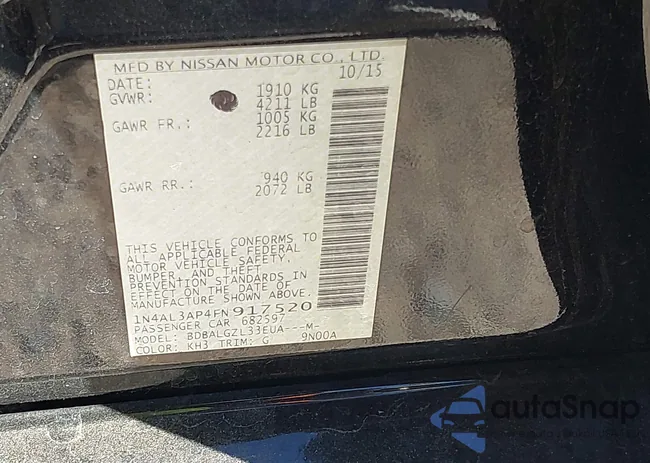 MFD BY NISSAN MOTOR CO., LTD.
DATE: 10/15
GVWR: 1910 KG
4211 LB
GAWR FR.: 1005 KG
2216 LB
GAWR RR.: 940 KG
2072 LB
THIS VEHICLE CONFORMS TO
ALL APPLICABLE FEDERAL
MOTOR VEHICLE SAFETY,
BUMPER, AND THEFT
PREVENTION STANDARDS IN
EFFECT ON THE DATE OF
MANUFACTURE SHOWN ABOVE.
1N4AL3AP4FN917520
PASSENGER CAR 682597
MODEL: BDBALGZL33EUA---M-
COLOR: KH3 TRIM: G 9N00A
autaSnap